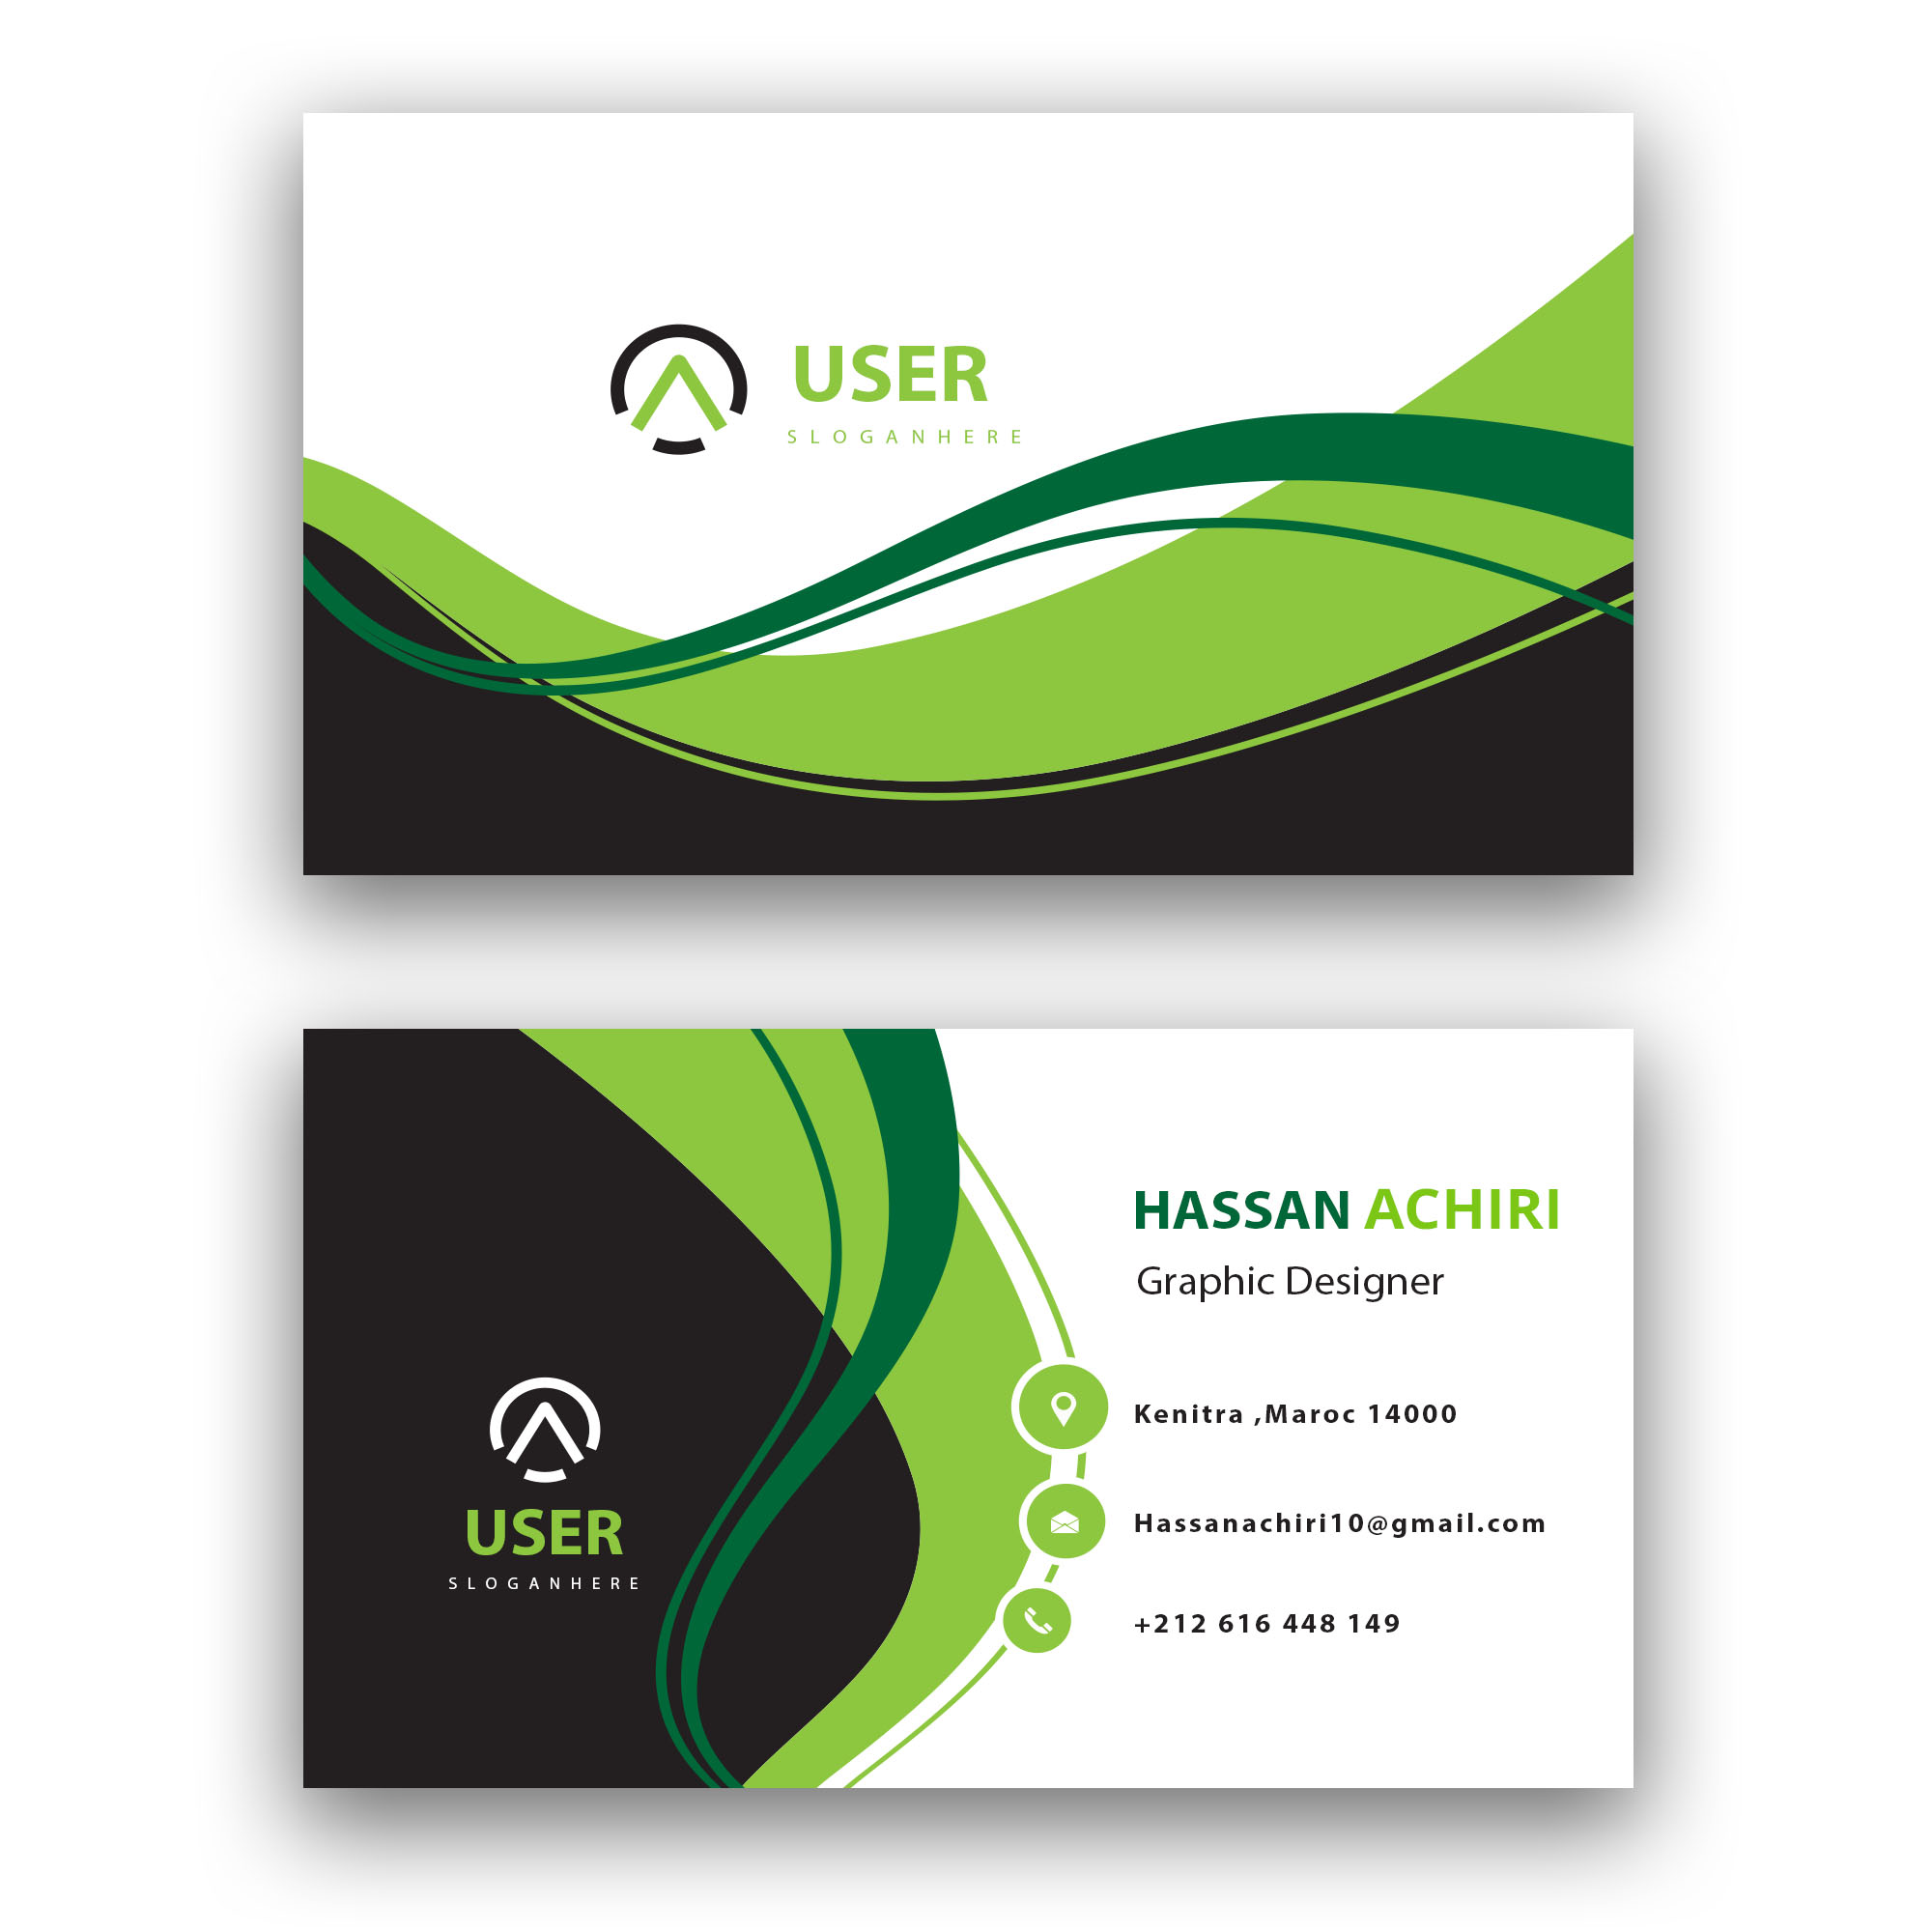 USER
SLOGANHERE
HASSAN ACHIRI
Graphic Designer
Kenitra ,Maroc 14000
Hassanachiri10@gmail.com
+212 616 448 149
USER
SLOGANHERE